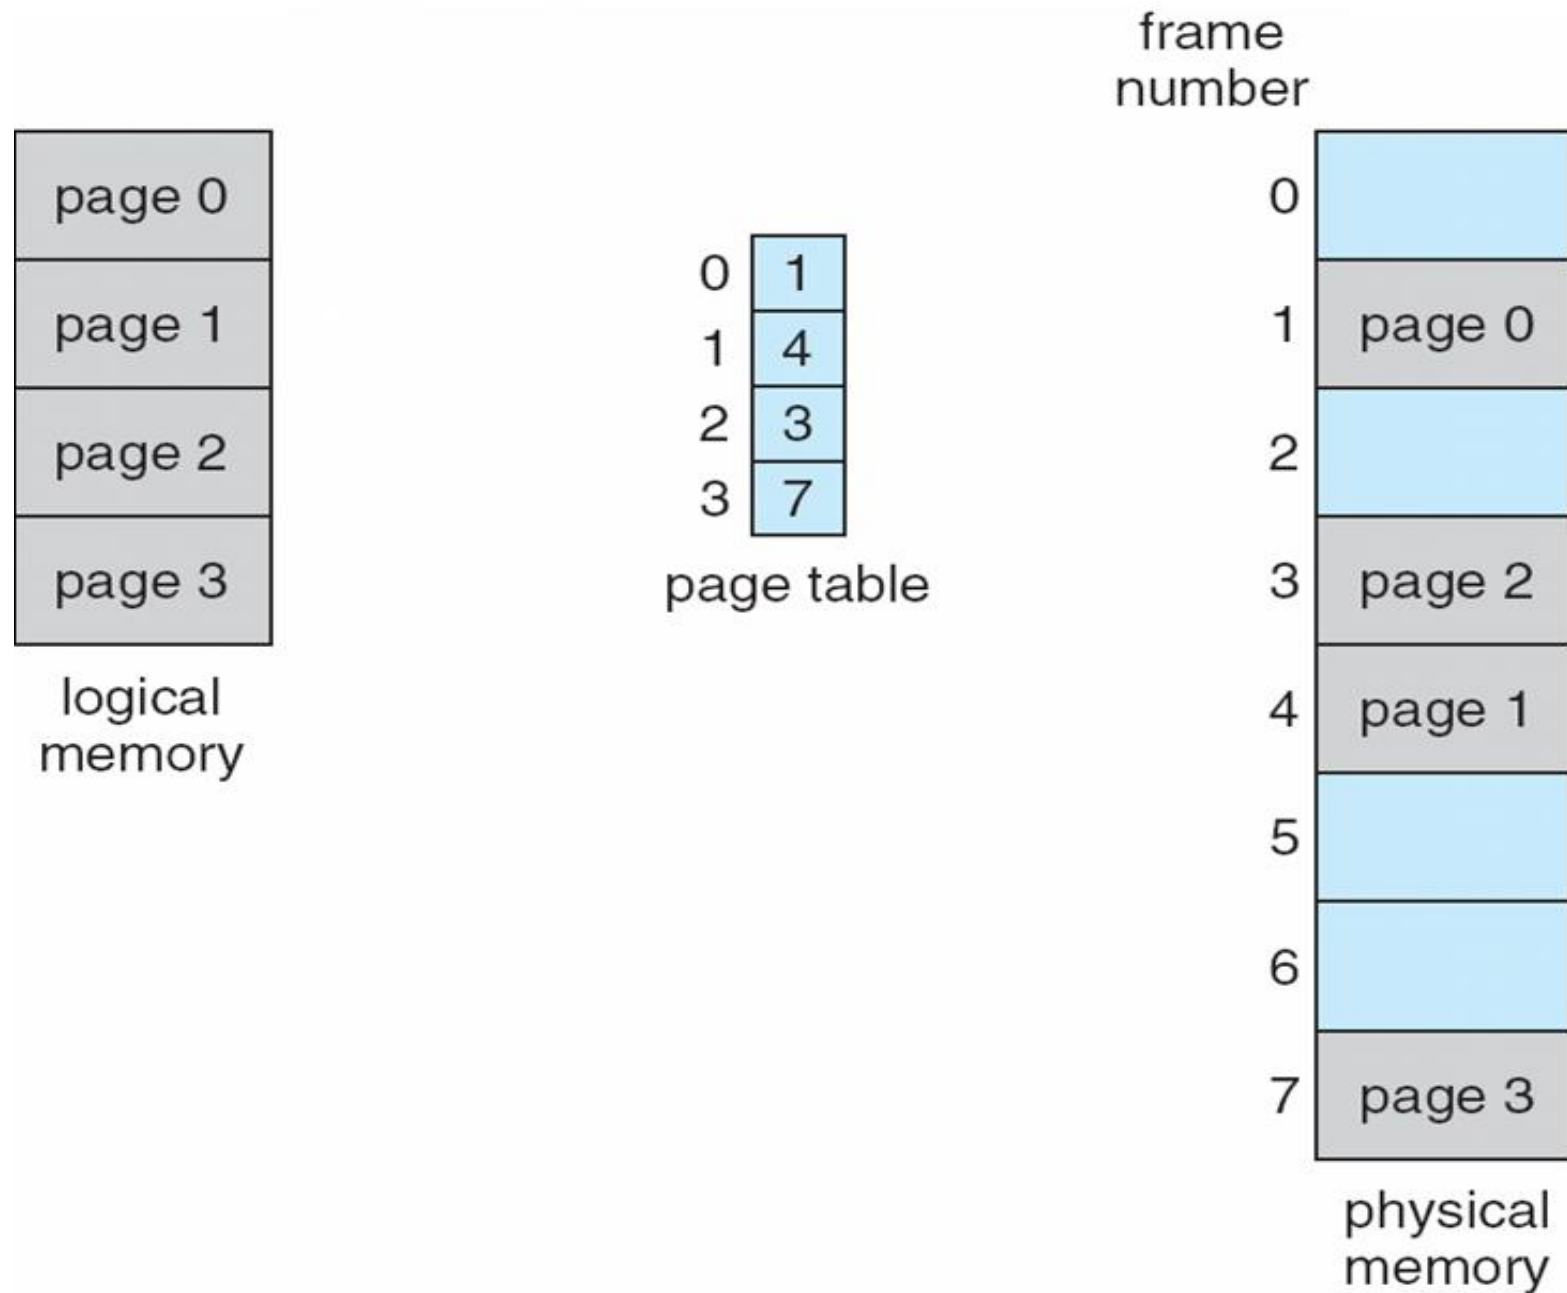 page 0
page 1
page 2
page 3
logical
memory
0 1
1 4
2 3
3 7
page table
frame
number
0
1 page 0
2
3 page 2
4 page 1
5
6
7 page 3
physical
memory